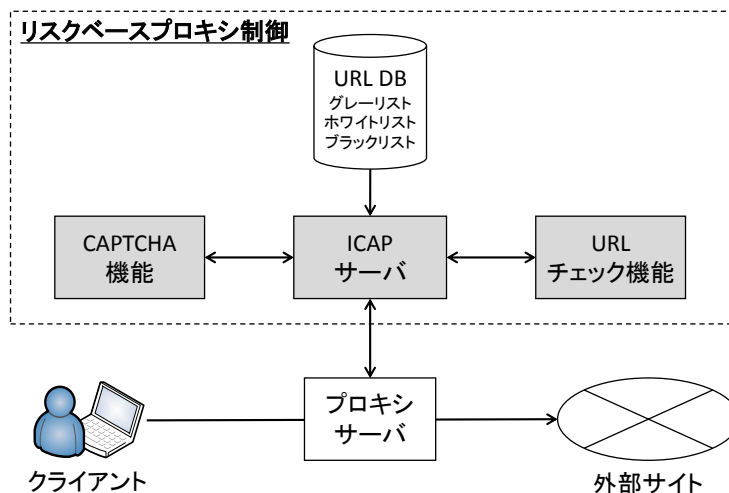 リスクベースプロキシ制御
URL DB
グレーリスト
ホワイトリスト
ブラックリスト
CAPTCHA
機能
ICAP
サーバ
URL
チェック機能
プロキシ
サーバ
クライアント
外部サイト